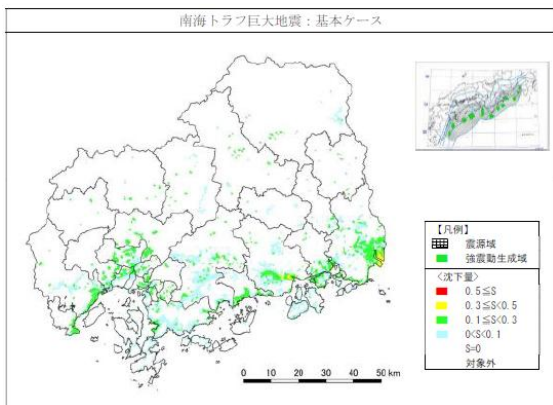 南海トラフ巨大地震：基本ケース
【凡例】
震源域
強震動生成域
<沈下量>
0.5≦S
0.3≦S<0.5
0.1≦S<0.3
0<S<0.1
S=0
対象外
0 10 20 30 40 50 km